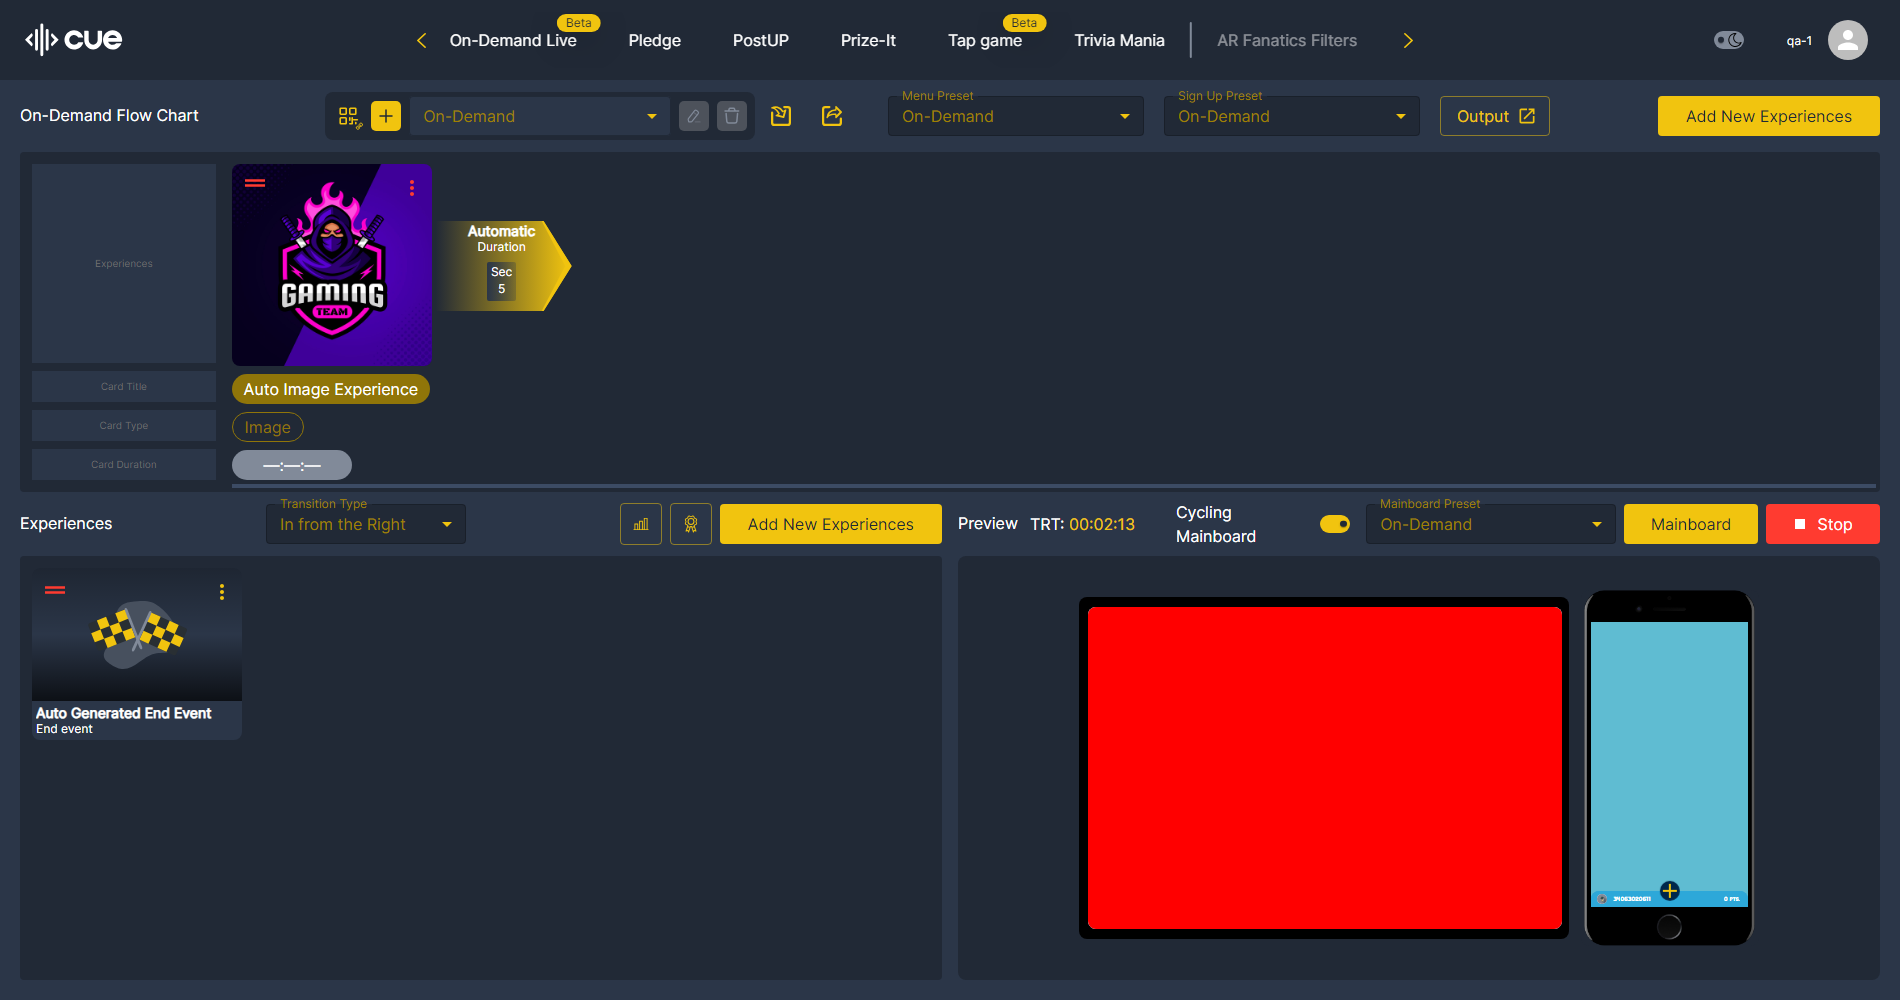 cue
On-Demand Live
Beta
Pledge
PostUP
Prize-It
Tap game
Beta
Trivia Mania
AR Fanatics Filters
qa-1
On-Demand Flow Chart
On-Demand
Menu Preset
On-Demand
Sign Up Preset
On-Demand
Output
Add New Experiences
Experiences
GAMING
TEAM
Automatic
Duration
Sec
5
Card Title
Auto Image Experience
Card Type
Image
Card Duration
—:—:—
Experiences
Transition Type
In from the Right
Add New Experiences
Preview
TRT: 00:02:13
Cycling
Mainboard
Mainboard Preset
On-Demand
Mainboard
Stop
Auto Generated End Event
End event
0 PTS.